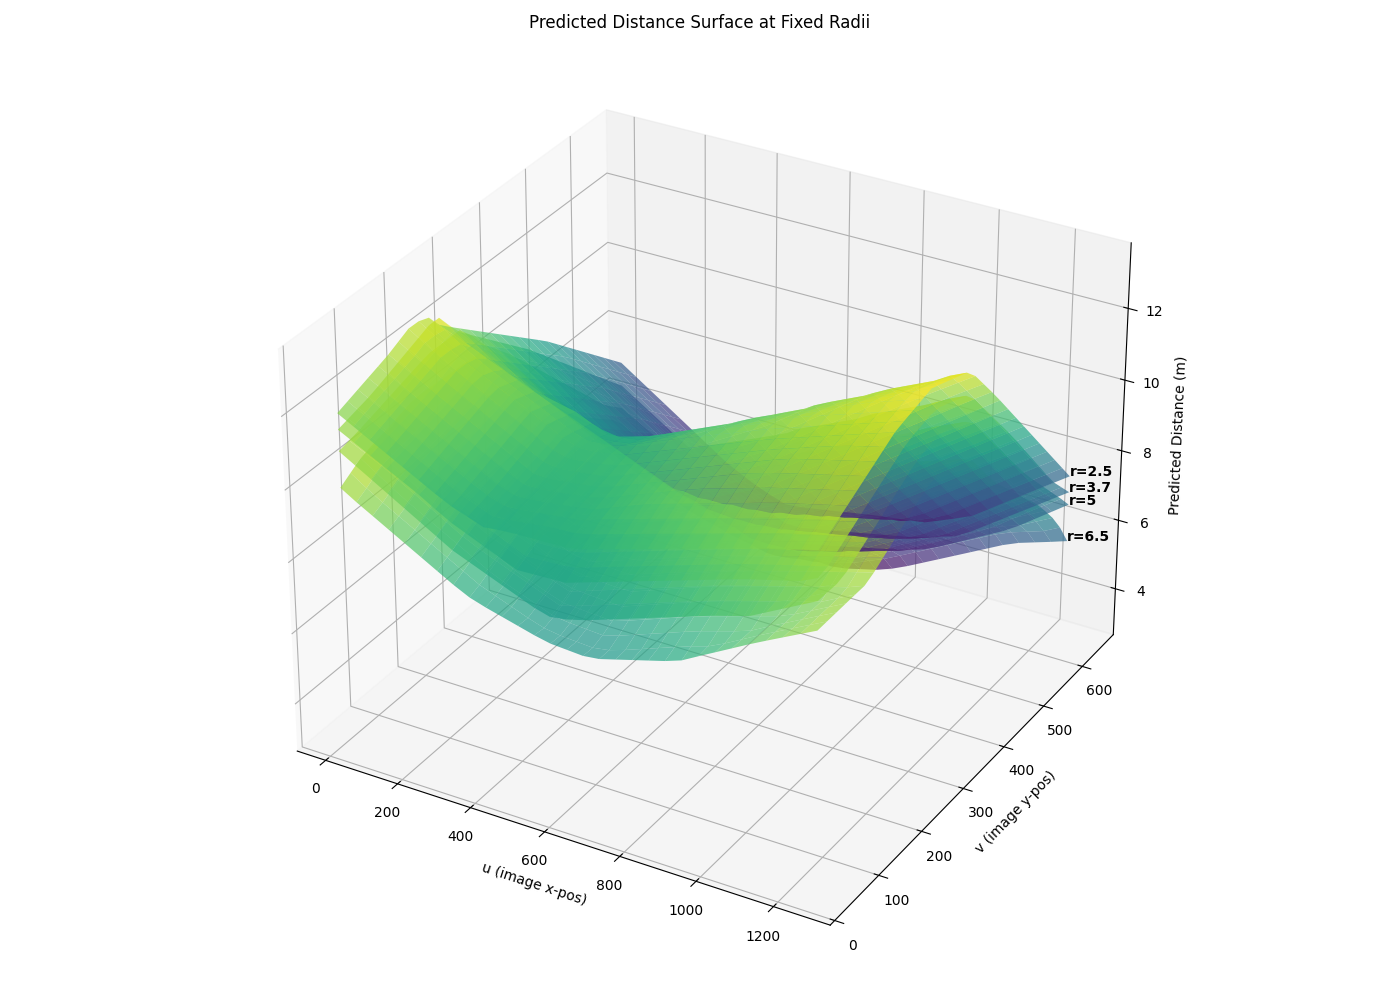 Predicted Distance Surface at Fixed Radii
12
10
8
6
4
Predicted Distance (m)
r=2.5
r=3.7
r=5
r=6.5
0
200
400
600
800
1000
1200
u (image x-pos)
0
100
200
300
400
500
600
v (image y-pos)